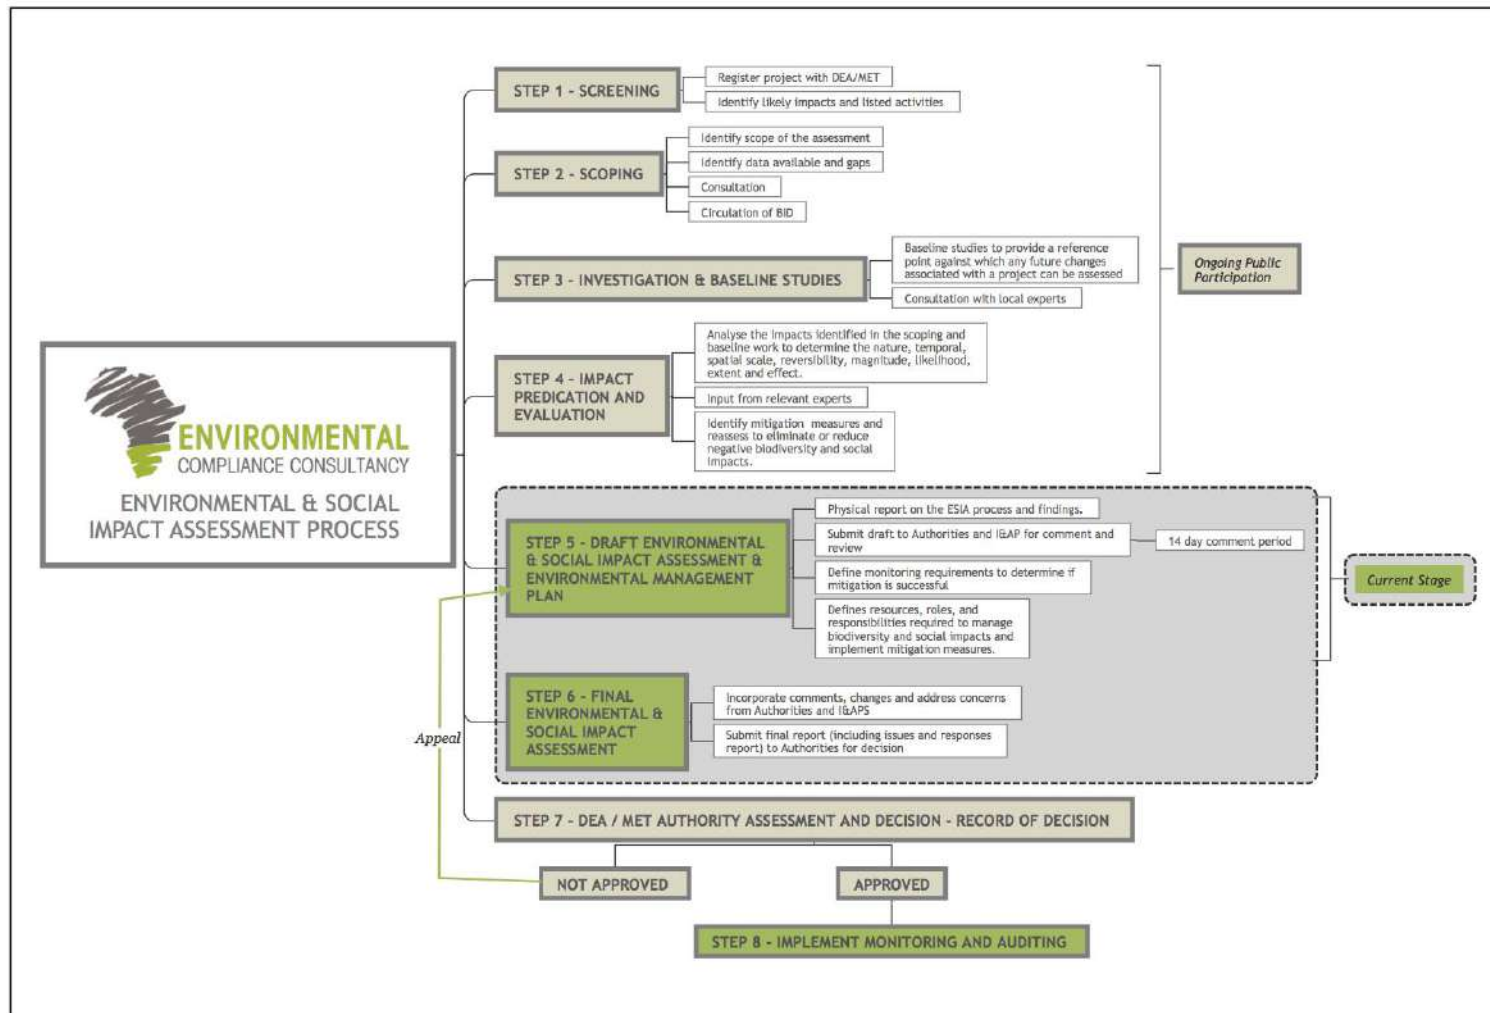 STEP 1 - SCREENING
Register project with DEA/MET
Identify likely impacts and listed activities
STEP 2 - SCOPING
Identify scope of the assessment
Identify data available and gaps
Consultation
Circulation of BID
STEP 3 - INVESTIGATION & BASELINE STUDIES
Baseline studies to provide a reference
point against which any future changes
associated with a project can be assessed
Consultation with local experts
Ongoing Public
Participation
STEP 4 - IMPACT
PREDICATION AND
EVALUATION
Analyse the impacts identified in the scoping and
baseline work to determine the nature, temporal,
spatial scale, reversibility, magnitude, likelihood,
extent and effect.
Input from relevant experts
Identify mitigation measures and
reassess to eliminate or reduce
negative biodiversity and social
impacts.
ENVIRONMENTAL
COMPLIANCE CONSULTANCY
ENVIRONMENTAL & SOCIAL
IMPACT ASSESSMENT PROCESS
STEP 5 - DRAFT ENVIRONMENTAL
& SOCIAL IMPACT ASSESSMENT &
ENVIRONMENTAL MANAGEMENT
PLAN
Physical report on the ESIA process and findings.
Submit draft to Authorities and I&AP for comment and
review
14 day comment period
Define monitoring requirements to determine if
mitigation is successful
Defines resources, roles, and
responsibilities required to manage
biodiversity and social impacts and
implement mitigation measures.
Current Stage
STEP 6 - FINAL
ENVIRONMENTAL &
SOCIAL IMPACT
ASSESSMENT
Incorporate comments, changes and address concerns
from Authorities and I&APS
Submit final report (including issues and responses
report) to Authorities for decision
Appeal
STEP 7 - DEA / MET AUTHORITY ASSESSMENT AND DECISION - RECORD OF DECISION
NOT APPROVED
APPROVED
STEP 8 - IMPLEMENT MONITORING AND AUDITING